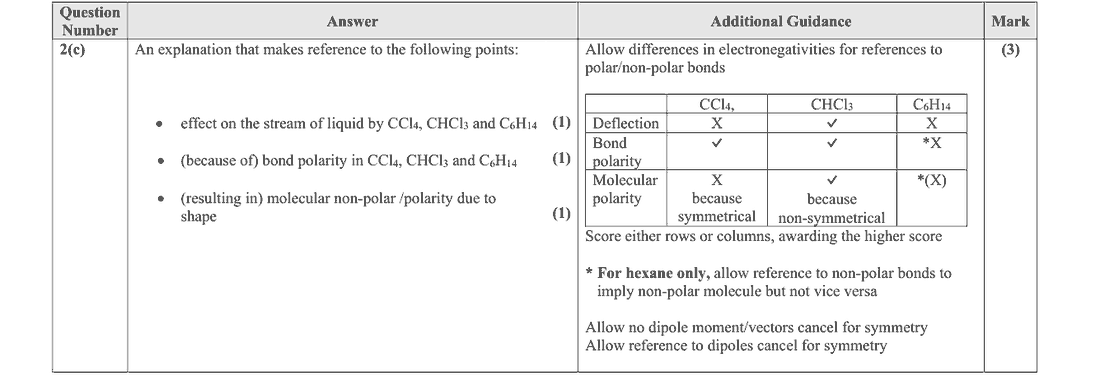 Question Number Answer Additional Guidance Mark
2(c) An explanation that makes reference to the following points:
• effect on the stream of liquid by CCl₄, CHCl₃ and C₆H₁₄ (1)
• (because of) bond polarity in CCl₄, CHCl₃ and C₆H₁₄ (1)
• (resulting in) molecular non-polar /polarity due to
shape (1)
Allow differences in electronegativities for references to
polar/non-polar bonds
CCl₄, CHCl₃ C₆H₁₄
Deflection X ✓ X
Bond polarity ✓ ✓ *X
Molecular polarity X because symmetrical ✓ because non-symmetrical *(X)
Score either rows or columns, awarding the higher score
* For hexane only, allow reference to non-polar bonds to
imply non-polar molecule but not vice versa
Allow no dipole moment/vectors cancel for symmetry
Allow reference to dipoles cancel for symmetry
(3)